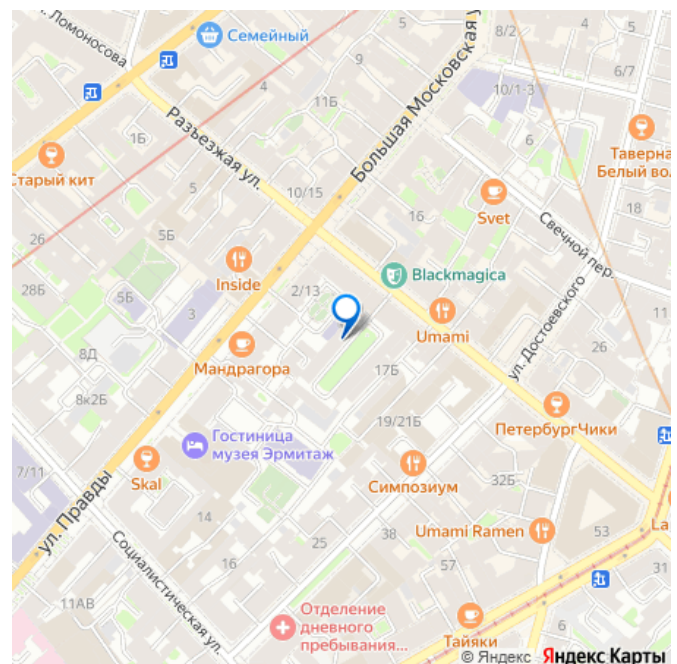 ул. Ломоносова
Семейный
Большая Московская у
8/2
4
5
6/7
4
9
11Б
10/1-3
6
Таверна
Белый вол
1Б
Разъезжая ул.
Старый кит
5
10/15
16
Svet
Свечной пер.
18
26
5Б
Inside
Blackmagica
28Б
5Б
3
2/13
Umami
ул. Достоевского
11
26
8Д
Мандрагора
17Б
8к2Б
19/21Б
ПетербургЧики
Гостиница
музея Эрмитаж
7/11
Skal
Симпозиум
32Б
ул. Правды
14
Umami Ramen
53
La
Социалистическая ул.
25
38
16
57
31
11АВ
Отделение
дневного
пребывания...
Тайяки
© Яндекс Яндекс Карты